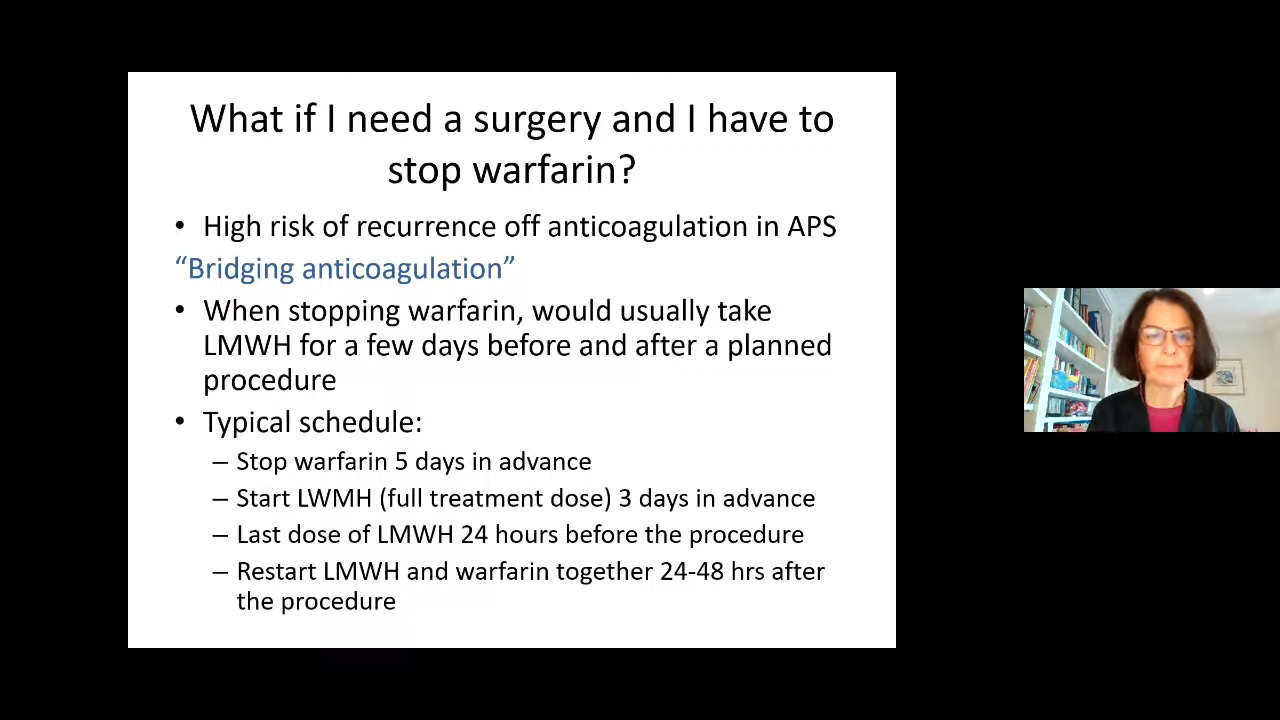 What if I need a surgery and I have to
stop warfarin?
• High risk of recurrence off anticoagulation in APS
“Bridging anticoagulation”
• When stopping warfarin, would usually take
LMWH for a few days before and after a planned
procedure
• Typical schedule:
– Stop warfarin 5 days in advance
– Start LWMH (full treatment dose) 3 days in advance
– Last dose of LMWH 24 hours before the procedure
– Restart LMWH and warfarin together 24-48 hrs after
the procedure